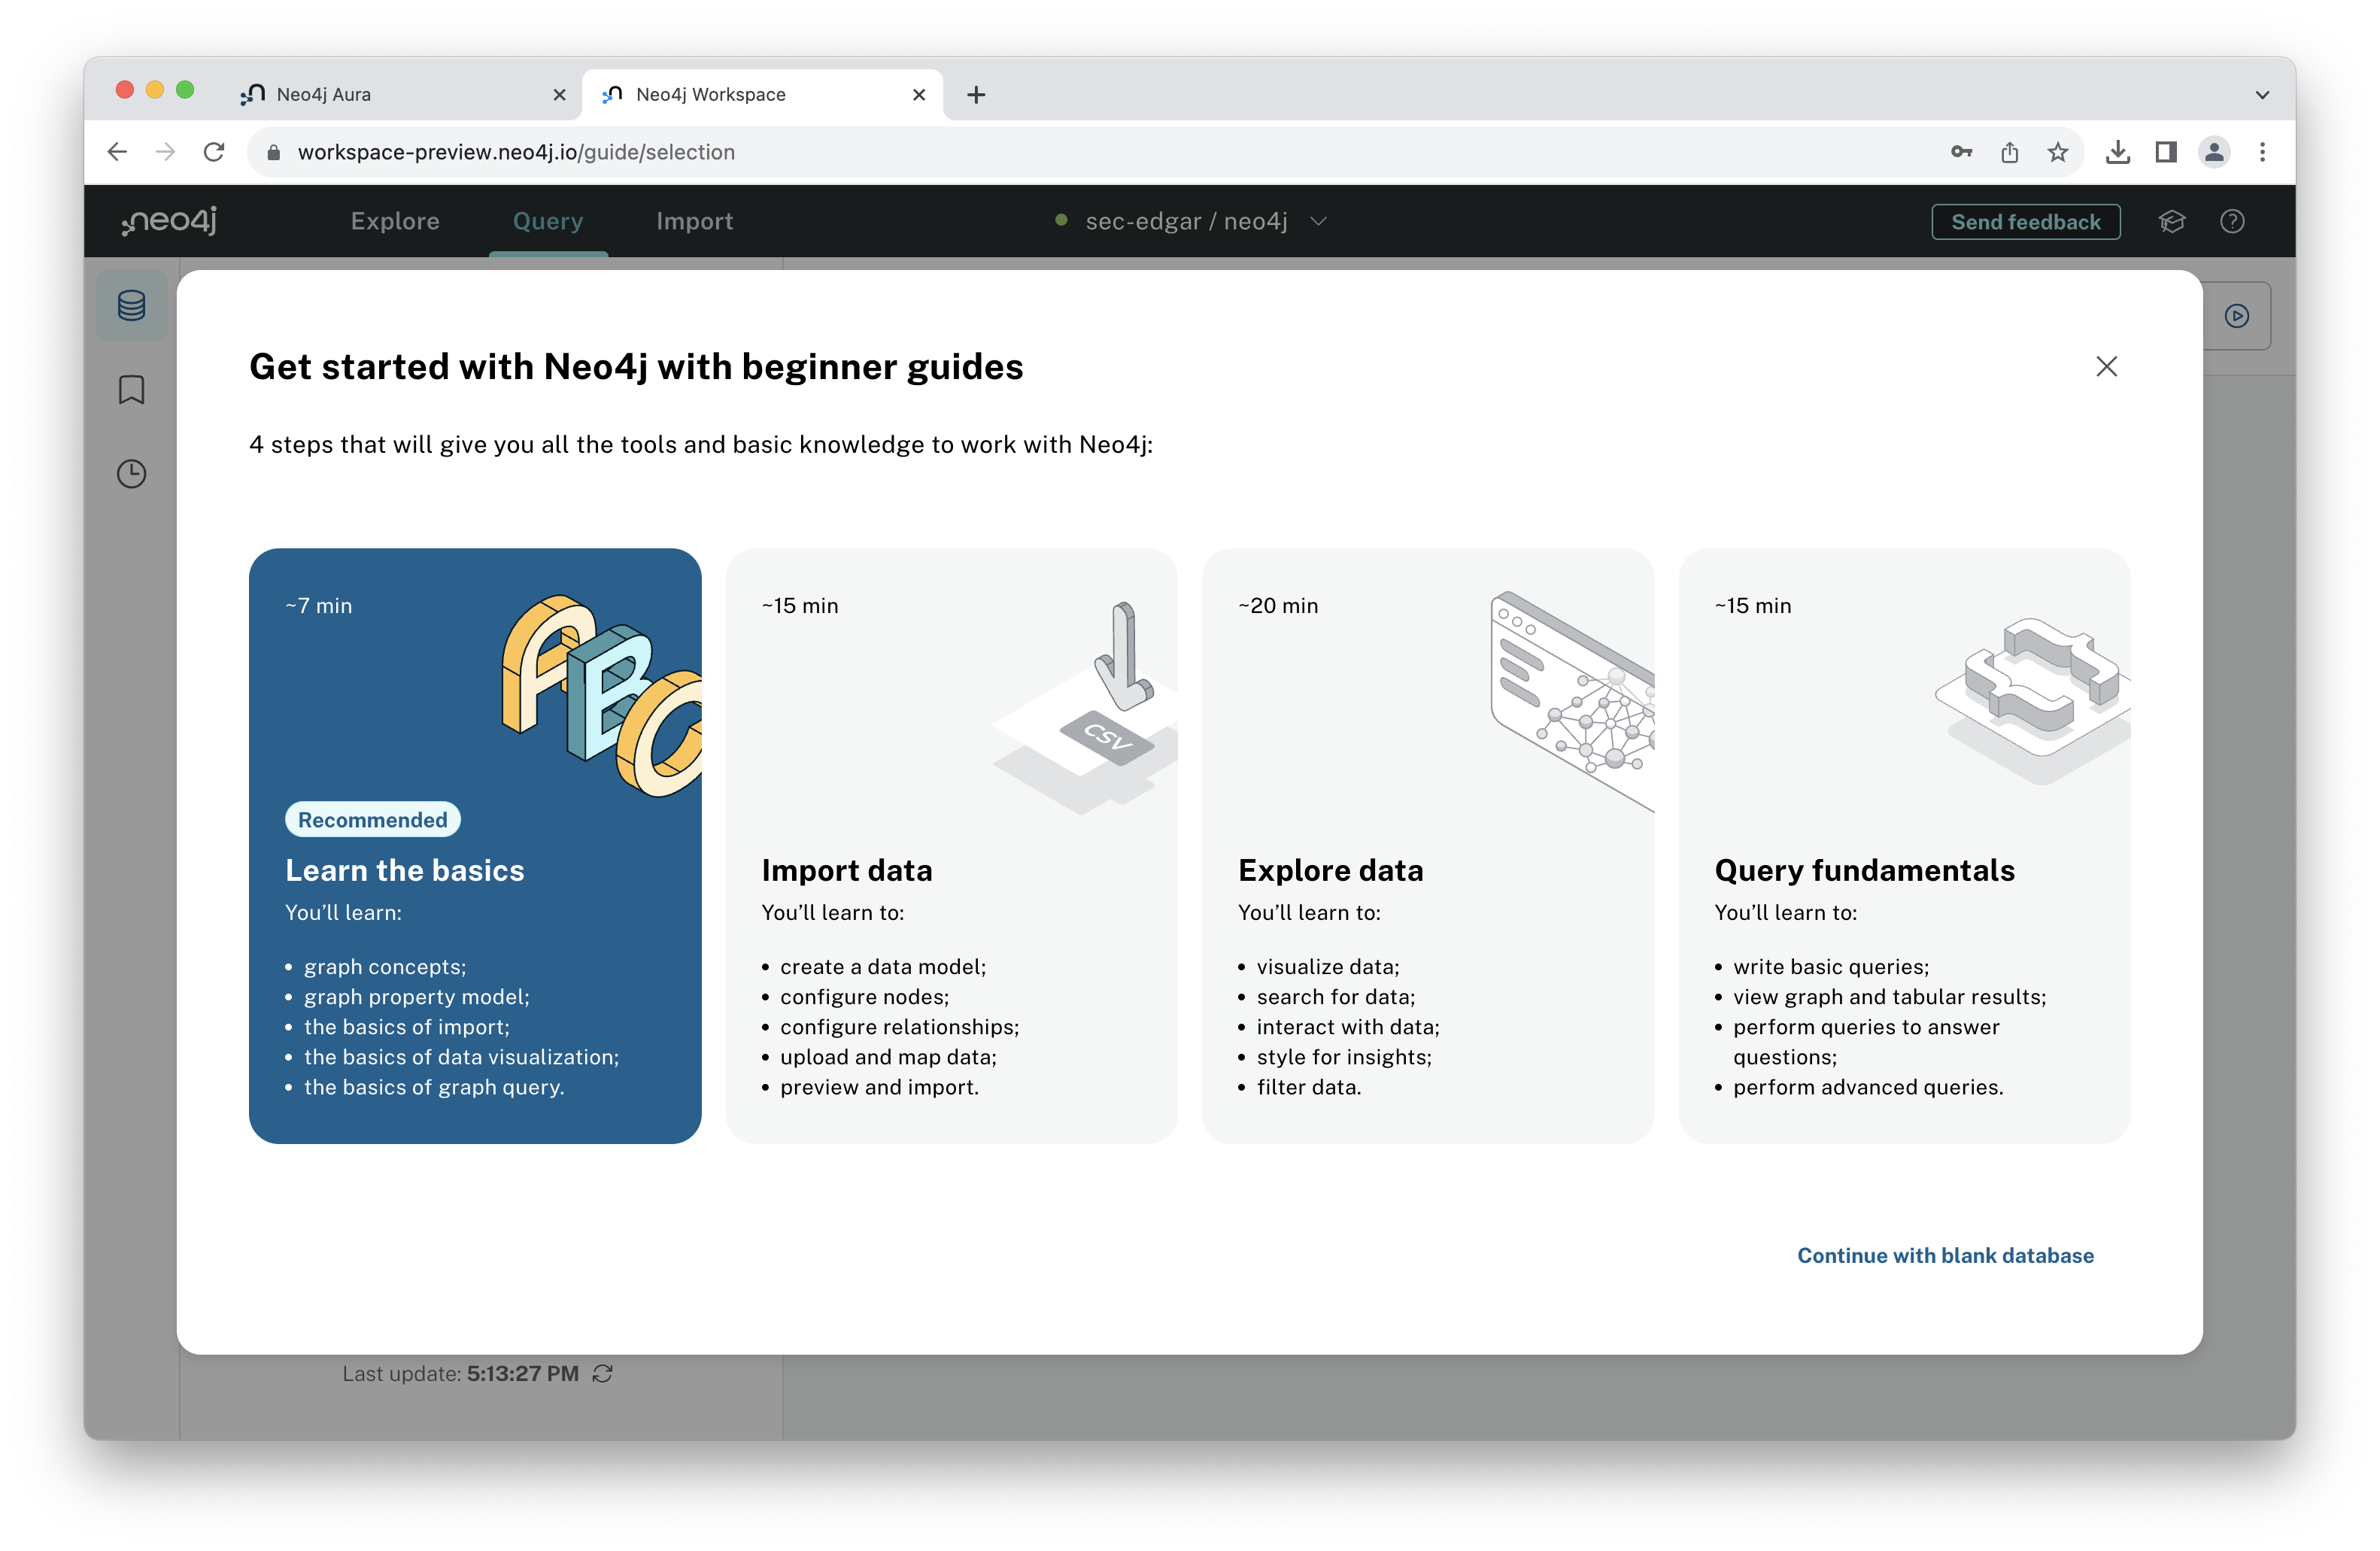 Neo4j Aura
Neo4j Workspace
workspace-preview.neo4j.io/guide/selection
neo4j
Explore
Query
Import
sec-edgar / neo4j
Send feedback
Get started with Neo4j with beginner guides
4 steps that will give you all the tools and basic knowledge to work with Neo4j:
~7 min
ABC
Recommended
Learn the basics
You’ll learn:
• graph concepts;
• graph property model;
• the basics of import;
• the basics of data visualization;
• the basics of graph query.
~15 min
CSV
Import data
You’ll learn to:
• create a data model;
• configure nodes;
• configure relationships;
• upload and map data;
• preview and import.
~20 min
Explore data
You’ll learn to:
• visualize data;
• search for data;
• interact with data;
• style for insights;
• filter data.
~15 min
Query fundamentals
You’ll learn to:
• write basic queries;
• view graph and tabular results;
• perform queries to answer
questions;
• perform advanced queries.
Continue with blank database
Last update: 5:13:27 PM